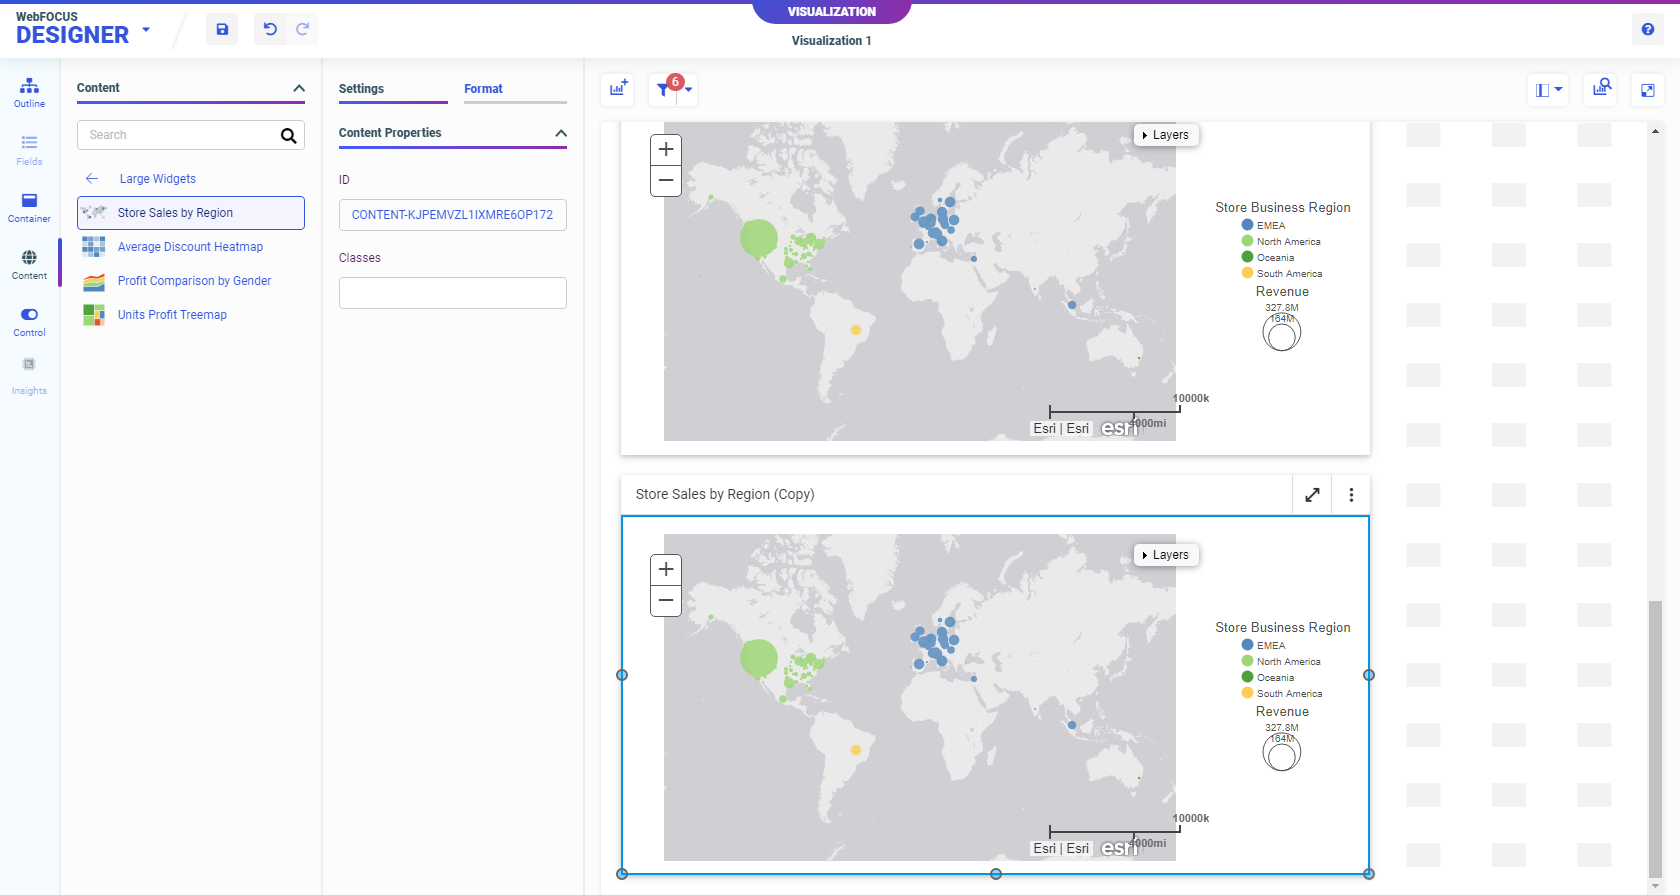 WebFOCUS
DESIGNER
VISUALIZATION
Visualization 1
Outline
Fields
Container
Content
Control
Insights
Content
Search
Large Widgets
Store Sales by Region
Average Discount Heatmap
Profit Comparison by Gender
Units Profit Treemap
Settings
Format
Content Properties
ID
CONTENT-KJPEMVZL1IXMRE6OP172
Classes
6
Layers
Store Business Region
EMEA
North America
Oceania
South America
Revenue
327.8M
164M
10000k
4000mi
Esri | Esri
esri
Store Sales by Region (Copy)
Layers
Store Business Region
EMEA
North America
Oceania
South America
Revenue
327.8M
164M
10000k
4000mi
Esri | Esri
esri